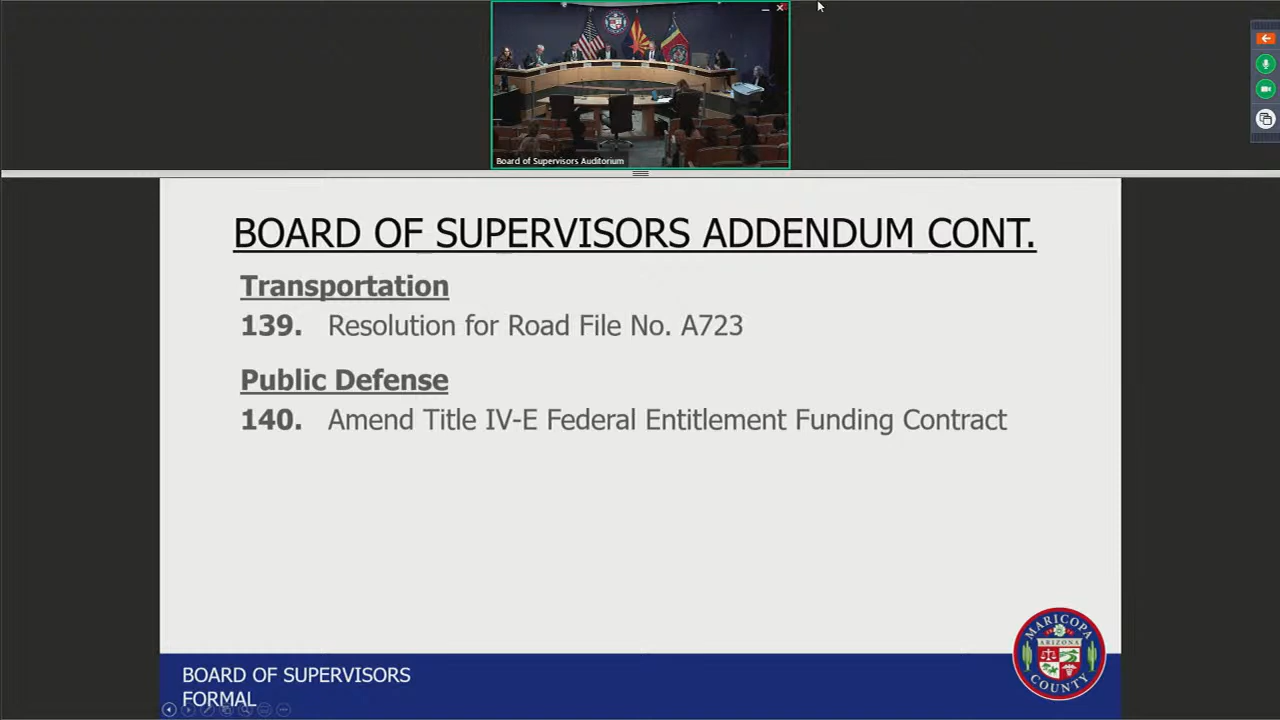 Board of Supervisors Auditorium
BOARD OF SUPERVISORS ADDENDUM CONT.
Transportation
139. Resolution for Road File No. A723
Public Defense
140. Amend Title IV-E Federal Entitlement Funding Contract
BOARD OF SUPERVISORS
FORMAL
MARICOPA
ARIZONA
COUNTY